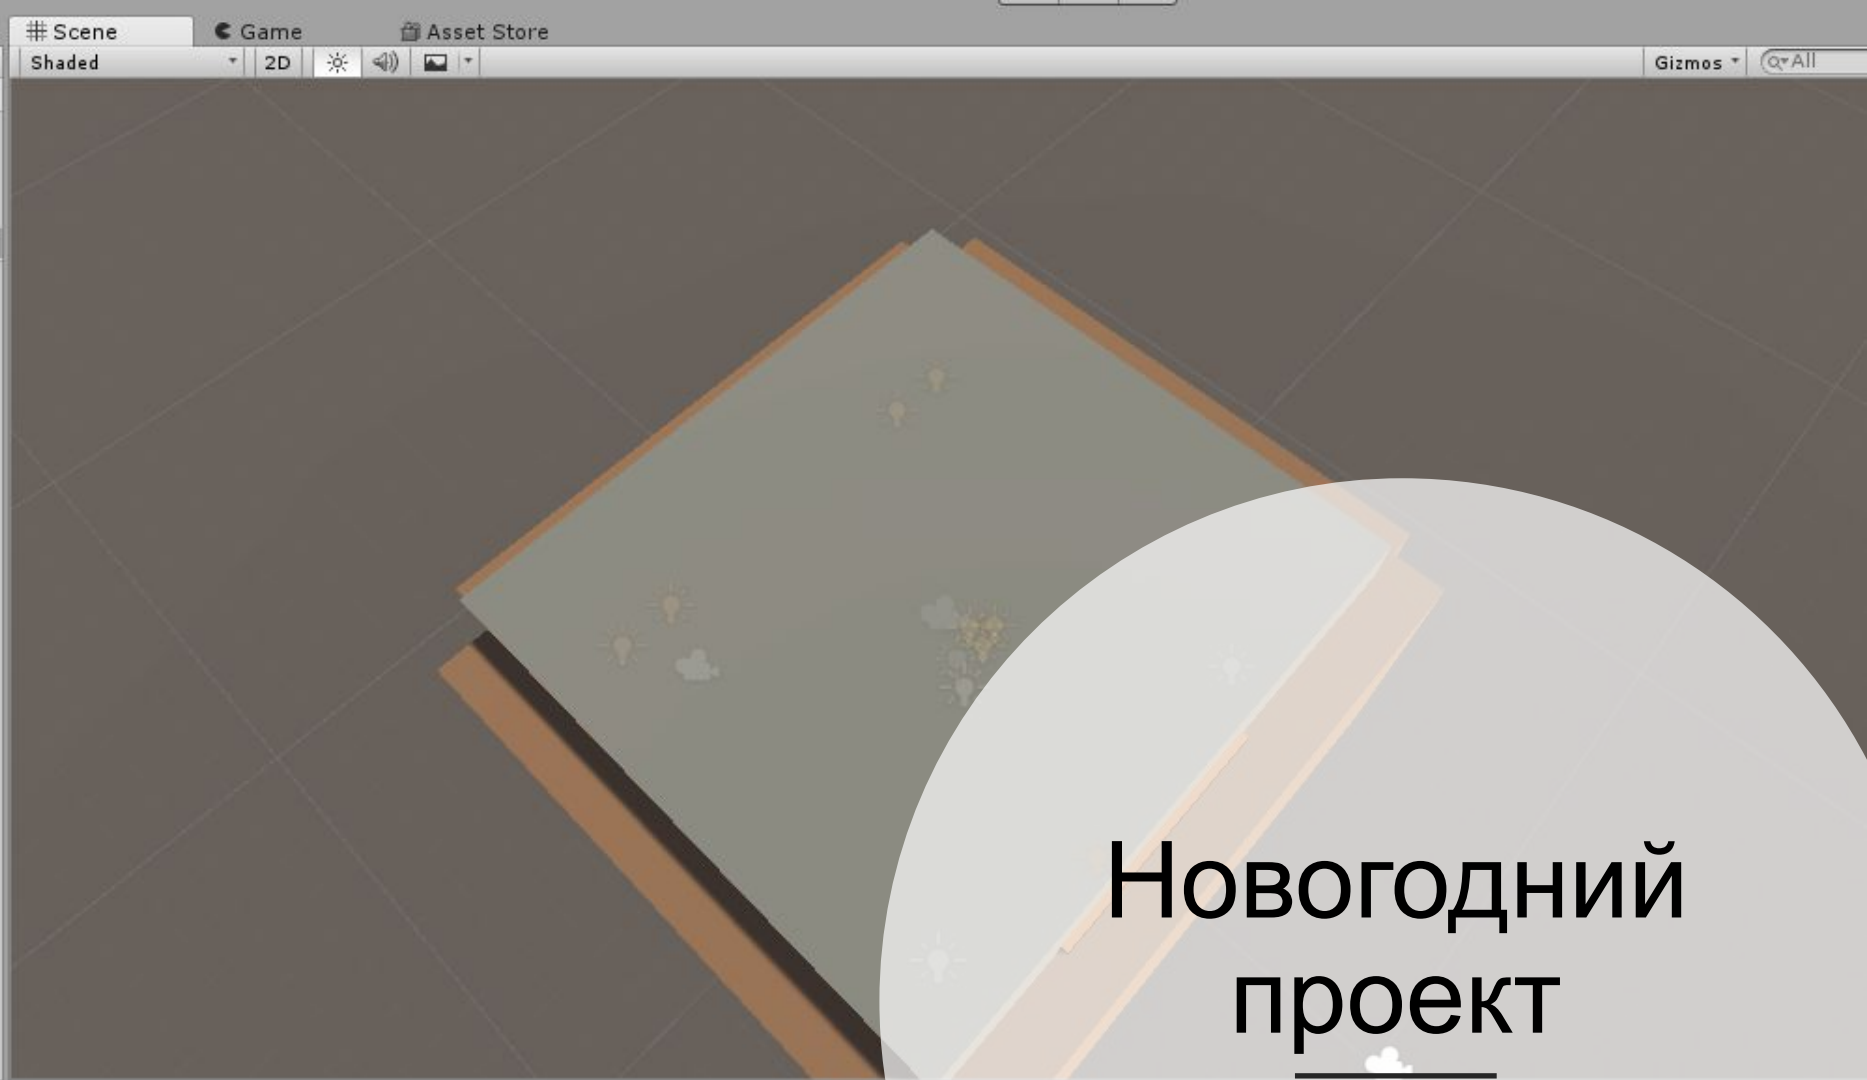 Scene Game Asset Store
Shaded 2D Gizmos All
Новогодний
проект